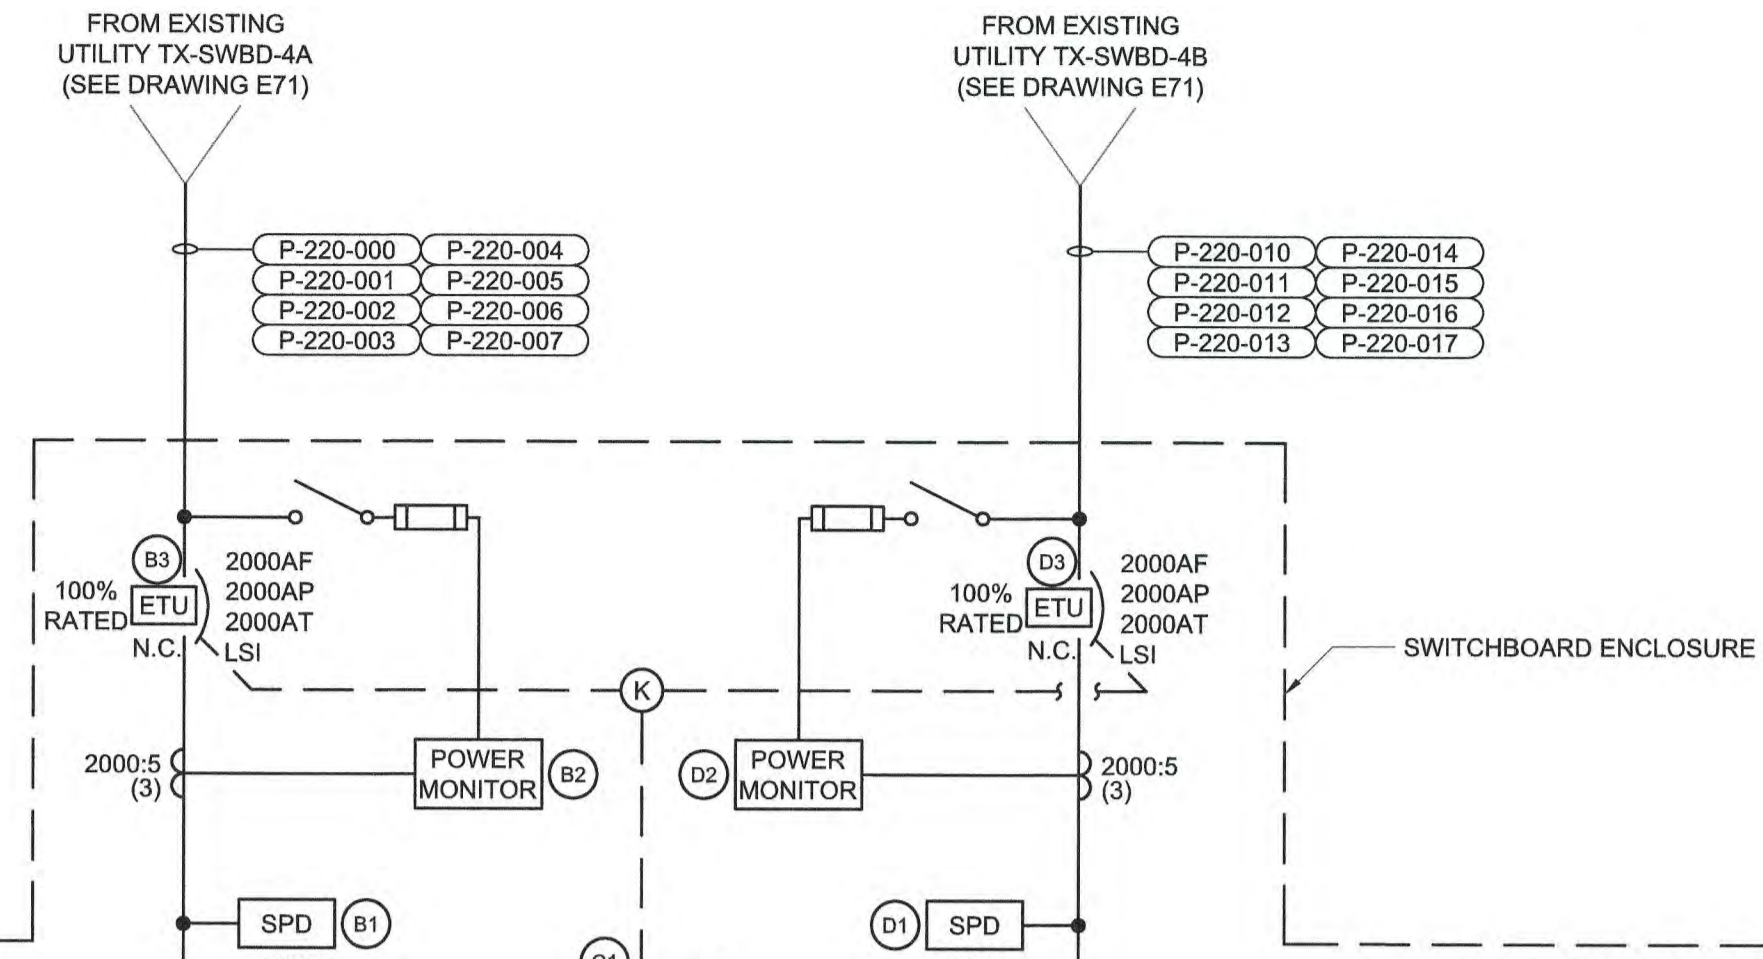 FROM EXISTING
UTILITY TX-SWBD-4A
(SEE DRAWING E71)
FROM EXISTING
UTILITY TX-SWBD-4B
(SEE DRAWING E71)
P-220-000 P-220-004
P-220-001 P-220-005
P-220-002 P-220-006
P-220-003 P-220-007
P-220-010 P-220-014
P-220-011 P-220-015
P-220-012 P-220-016
P-220-013 P-220-017
B3
100%
RATED
ETU
N.C.
2000AF
2000AP
2000AT
LSI
D3
100%
RATED
ETU
N.C.
2000AF
2000AP
2000AT
LSI
SWITCHBOARD ENCLOSURE
K
2000:5
(3)
POWER
MONITOR
B2
D2
POWER
MONITOR
2000:5
(3)
SPD
B1
D1
SPD